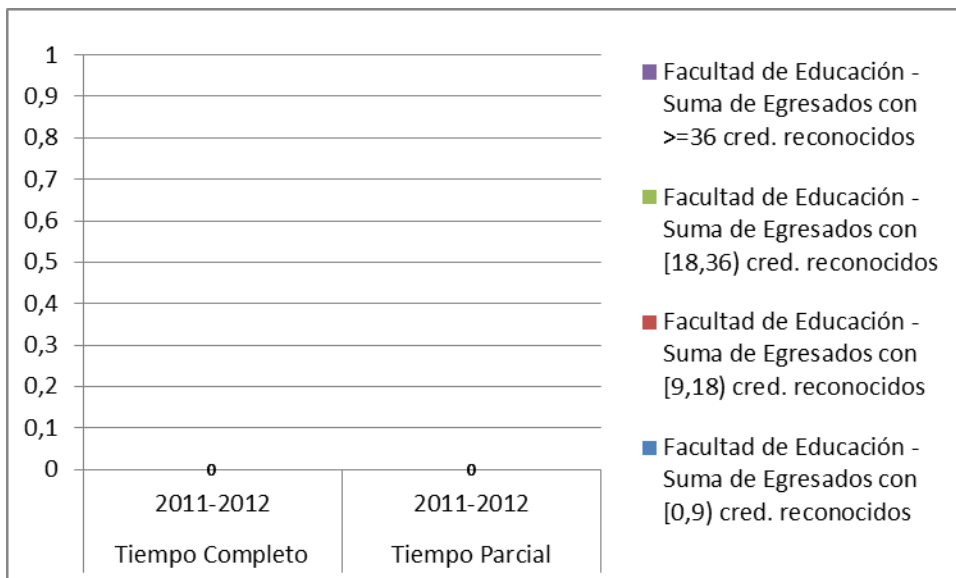 1
0,9
0,8
0,7
0,6
0,5
0,4
0,3
0,2
0,1
0
0
0
2011-2012
2011-2012
Tiempo Completo
Tiempo Parcial
Facultad de Educación -
Suma de Egresados con
>=36 cred. reconocidos
Facultad de Educación -
Suma de Egresados con
[18,36) cred. reconocidos
Facultad de Educación -
Suma de Egresados con
[9,18) cred. reconocidos
Facultad de Educación -
Suma de Egresados con
[0,9) cred. reconocidos